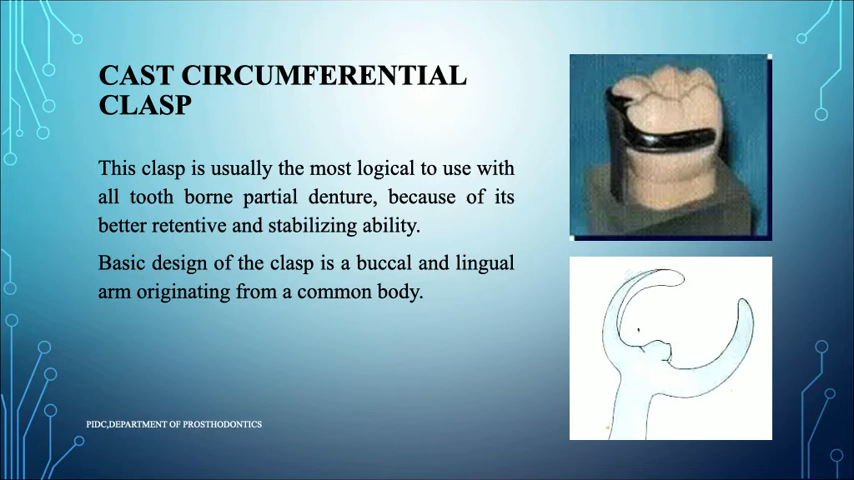 CAST CIRCUMFERENTIAL
CLASP
This clasp is usually the most logical to use with
all tooth borne partial denture, because of its
better retentive and stabilizing ability.
Basic design of the clasp is a buccal and lingual
arm originating from a common body.
PIDC,DEPARTMENT OF PROSTHODONTICS